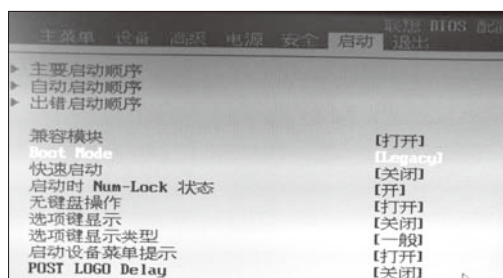 联想 BIOS 配
主菜单 设备 高级 电源 安全 启动 退出
主要启动顺序
自动启动顺序
出错启动顺序
兼容模块 [打开]
Boot Mode [Legacy]
快速启动 [关闭]
启动时 Num-Lock 状态 [开]
无键盘操作 [打开]
选项键显示 [关闭]
选项键显示类型 [一般]
启动设备菜单提示 [打开]
POST LOGO Delay [关闭]